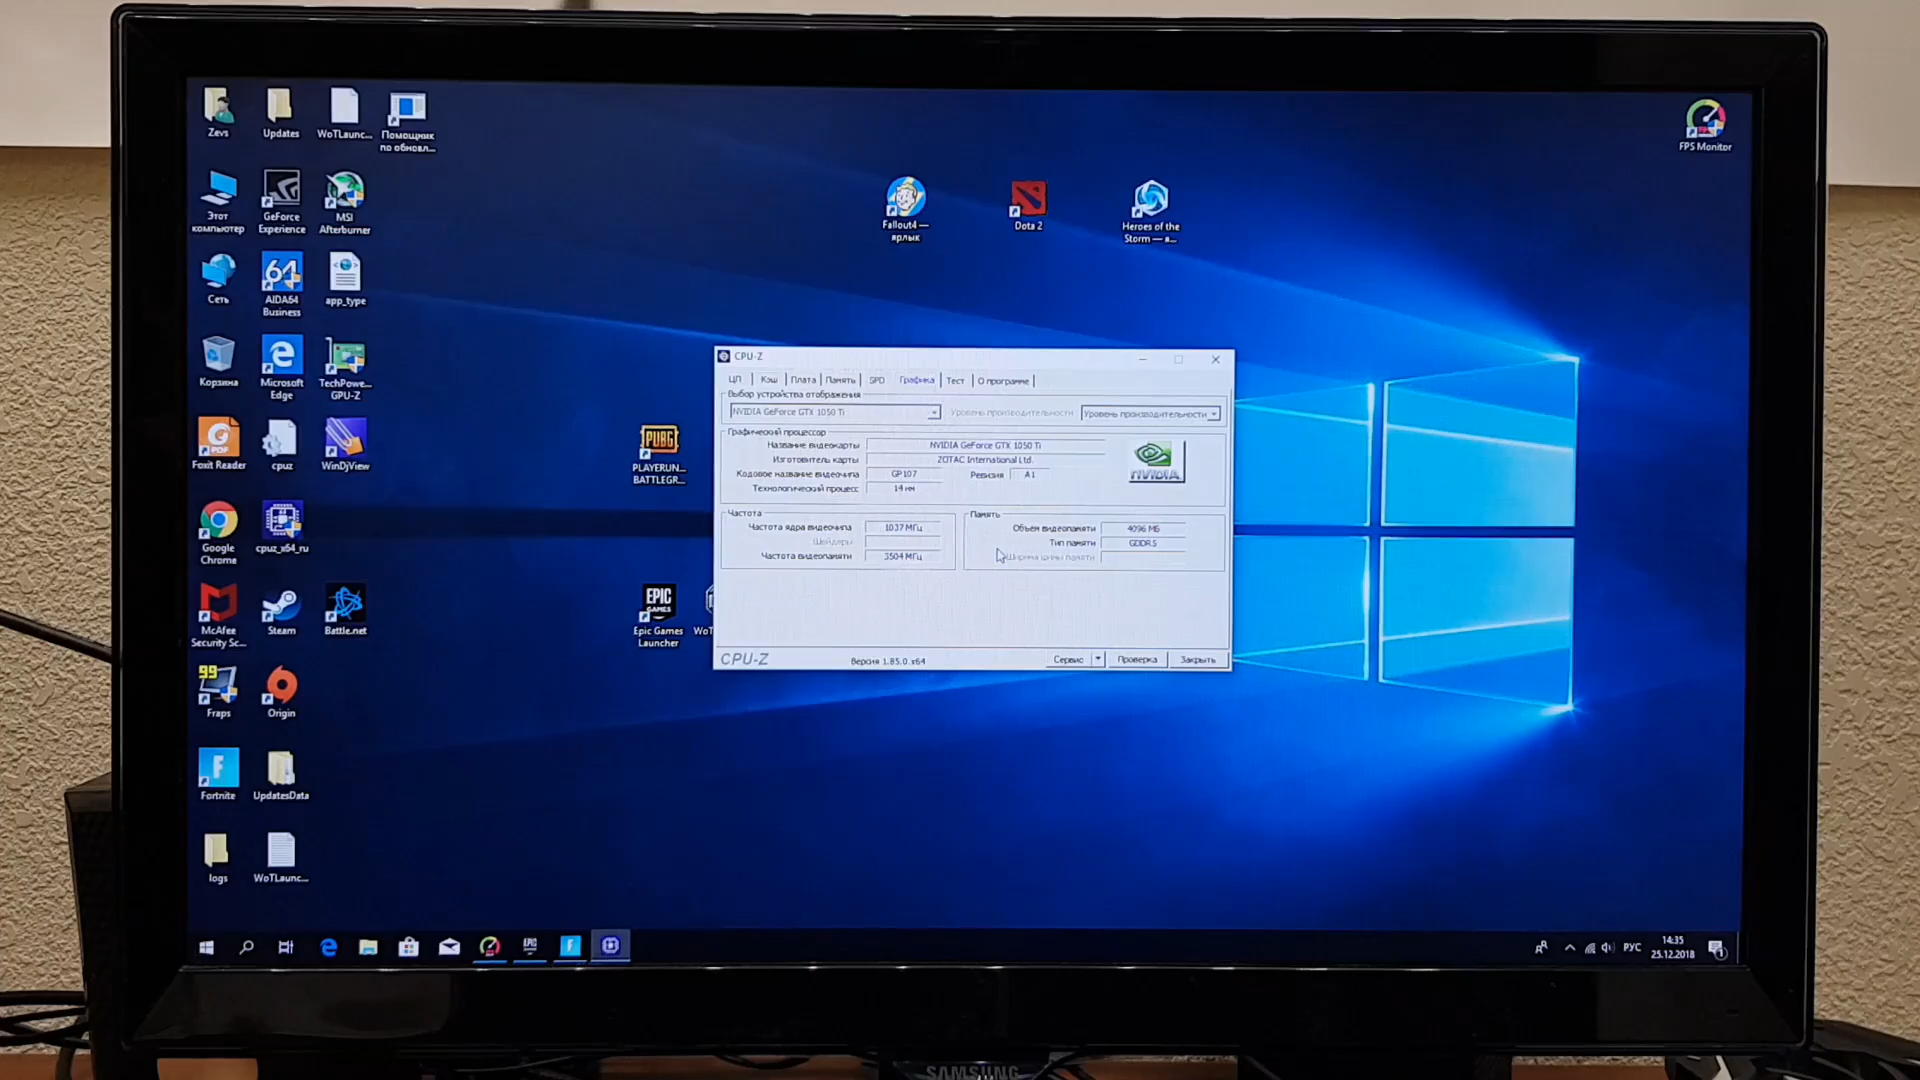 Zevs
Updates
WoTLaunc...
Помощник
по обновл...
FPS Monitor
Этот
компьютер
GeForce
Experience
MSI
Afterburner
Fallout4 —
ярлык
Dota 2
Heroes of the
Storm — я...
Сеть
64
AIDA64
Business
app_type
Корзина
Microsoft
Edge
TechPowe...
GPU-Z
Foxit Reader
cpuz
WinDjView
PUBG
PLAYERUN...
BATTLEGR...
Google
Chrome
cpuz_x64_ru
McAfee
Security Sc...
Steam
Battle.net
EPIC
GAMES
Epic Games
Launcher
WoT
99
Fraps
Origin
F
Fortnite
UpdatesData
logs
WoTLaunc...
CPU-Z
ЦП
Кэш
Плата
Память
SPD
Графика
Тест
О программе
Выбор устройства отображения
NVIDIA GeForce GTX 1050 Ti
Уровень производительности
Уровень производительности
Графический процессор
Название видеокарты
NVIDIA GeForce GTX 1050 Ti
Изготовитель карты
ZOTAC International Ltd.
Кодовое название видеочипа
GP107
Ревизия
A1
Технологический процесс
14 нм
NVIDIA
Частота
Частота ядра видеочипа
1037 МГц
Шейдеры
Частота видеопамяти
3504 МГц
Память
Объём видеопамяти
4096 МБ
Тип памяти
GDDR5
Ширина шины памяти
CPU-Z
Версия 1.85.0.x64
Сервис
Проверка
Закрыть
EPIC
F
РУС
14:35
25.12.2018
1
SAMSUNG